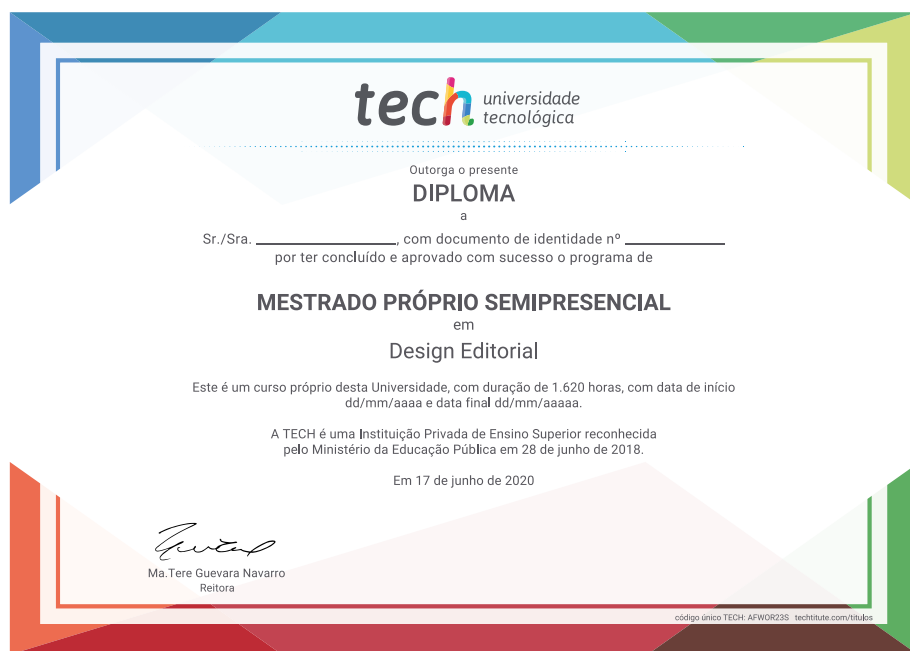 tech universidade
tecnológica
Outorga o presente
DIPLOMA
a
Sr./Sra. ____________________, com documento de identidade nº ______________
por ter concluído e aprovado com sucesso o programa de
MESTRADO PRÓPRIO SEMIPRESENCIAL
em
Design Editorial
Este é um curso próprio desta Universidade, com duração de 1.620 horas, com data de início
dd/mm/aaaa e data final dd/mm/aaaaa.
A TECH é uma Instituição Privada de Ensino Superior reconhecida
pelo Ministério da Educação Pública em 28 de junho de 2018.
Em 17 de junho de 2020
Ma.Tere Guevara Navarro
Reitora
código único TECH: AFWOR23S techtitute.com/titulos